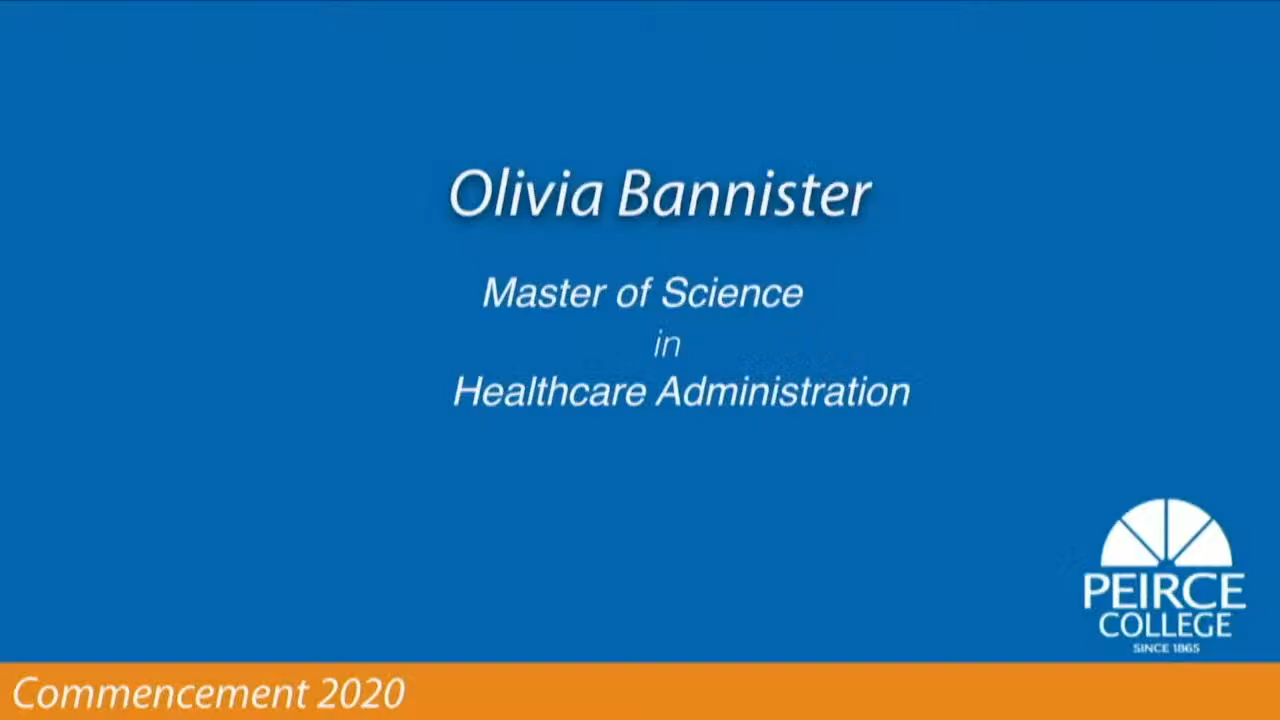 Olivia Bannister
Master of Science
in
Healthcare Administration
PEIRCE
COLLEGE
SINCE 1865
Commencement 2020